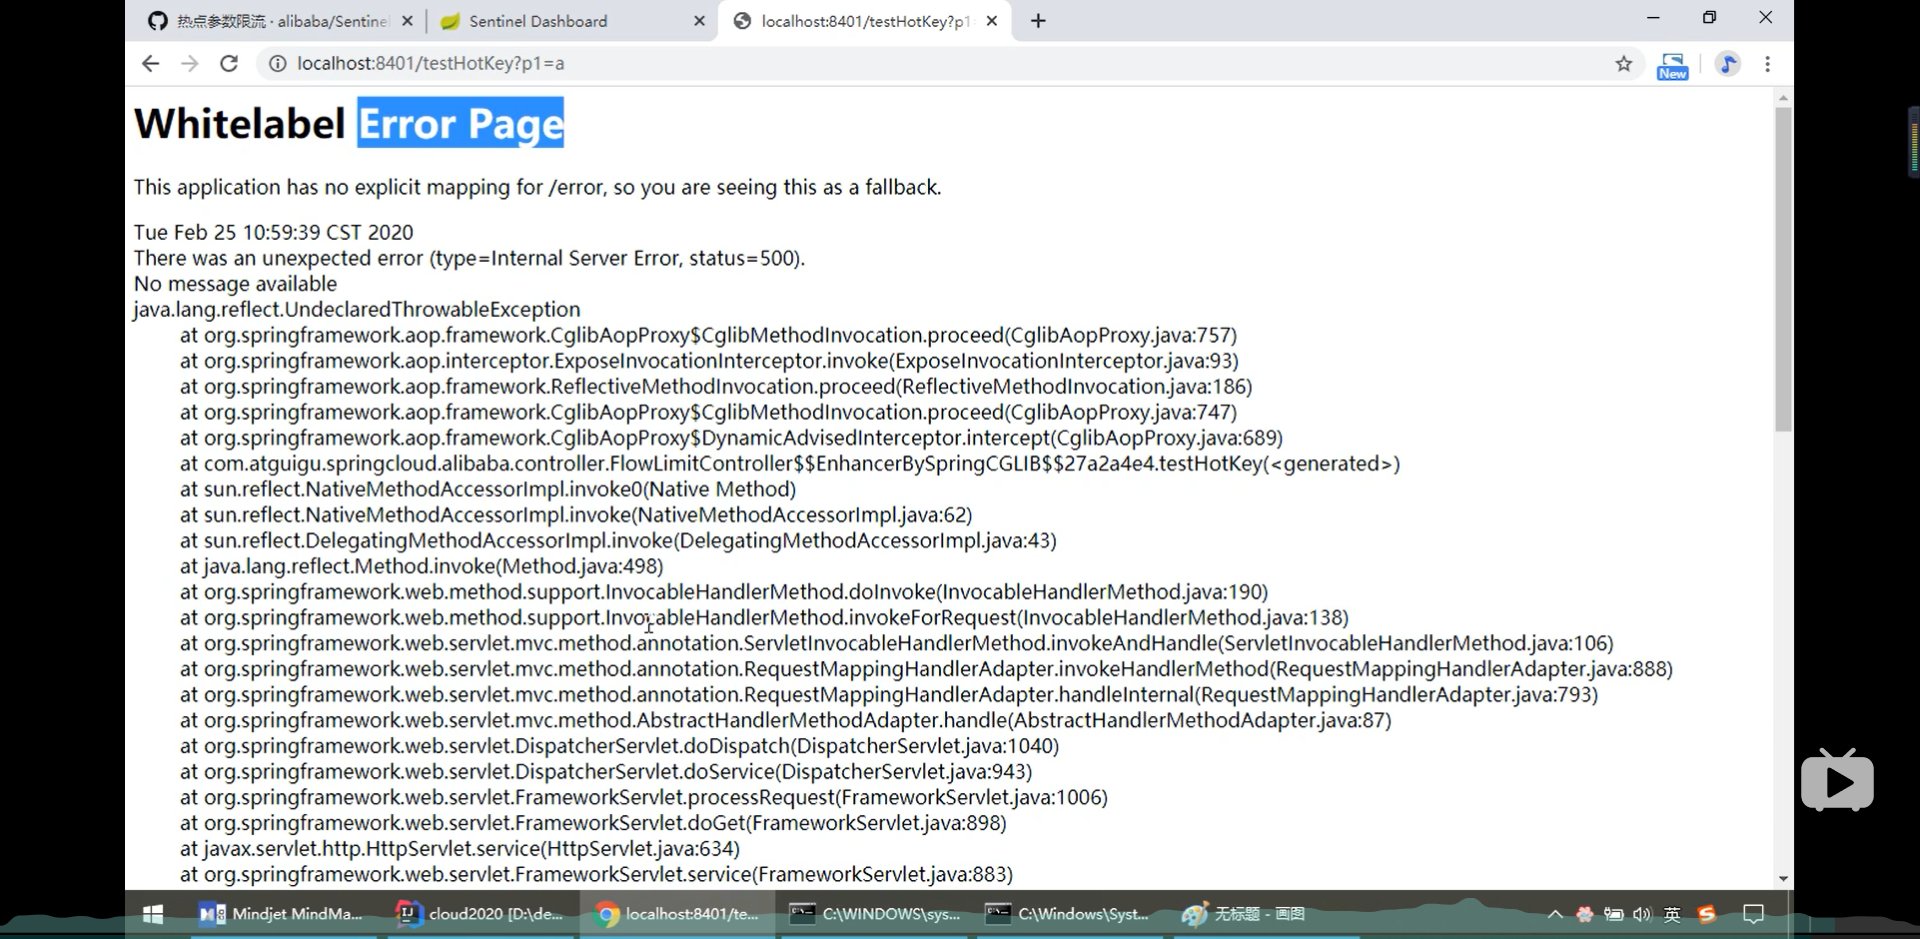 热点参数限流 · alibaba/Sentine
Sentinel Dashboard
localhost:8401/testHotKey?p1
localhost:8401/testHotKey?p1=a
New
Whitelabel Error Page
This application has no explicit mapping for /error, so you are seeing this as a fallback.
Tue Feb 25 10:59:39 CST 2020
There was an unexpected error (type=Internal Server Error, status=500).
No message available
java.lang.reflect.UndeclaredThrowableException
at org.springframework.aop.framework.CglibAopProxy$CglibMethodInvocation.proceed(CglibAopProxy.java:757)
at org.springframework.aop.interceptor.ExposeInvocationInterceptor.invoke(ExposeInvocationInterceptor.java:93)
at org.springframework.aop.framework.ReflectiveMethodInvocation.proceed(ReflectiveMethodInvocation.java:186)
at org.springframework.aop.framework.CglibAopProxy$CglibMethodInvocation.proceed(CglibAopProxy.java:747)
at org.springframework.aop.framework.CglibAopProxy$DynamicAdvisedInterceptor.intercept(CglibAopProxy.java:689)
at com.atguigu.springcloud.alibaba.controller.FlowLimitController$$EnhancerBySpringCGLIB$$27a2a4e4.testHotKey(<generated>)
at sun.reflect.NativeMethodAccessorImpl.invoke0(Native Method)
at sun.reflect.NativeMethodAccessorImpl.invoke(NativeMethodAccessorImpl.java:62)
at sun.reflect.DelegatingMethodAccessorImpl.invoke(DelegatingMethodAccessorImpl.java:43)
at java.lang.reflect.Method.invoke(Method.java:498)
at org.springframework.web.method.support.InvocableHandlerMethod.doInvoke(InvocableHandlerMethod.java:190)
at org.springframework.web.method.support.InvocableHandlerMethod.invokeForRequest(InvocableHandlerMethod.java:138)
at org.springframework.web.servlet.mvc.method.annotation.ServletInvocableHandlerMethod.invokeAndHandle(ServletInvocableHandlerMethod.java:106)
at org.springframework.web.servlet.mvc.method.annotation.RequestMappingHandlerAdapter.invokeHandlerMethod(RequestMappingHandlerAdapter.java:888)
at org.springframework.web.servlet.mvc.method.annotation.RequestMappingHandlerAdapter.handleInternal(RequestMappingHandlerAdapter.java:793)
at org.springframework.web.servlet.mvc.method.AbstractHandlerMethodAdapter.handle(AbstractHandlerMethodAdapter.java:87)
at org.springframework.web.servlet.DispatcherServlet.doDispatch(DispatcherServlet.java:1040)
at org.springframework.web.servlet.DispatcherServlet.doService(DispatcherServlet.java:943)
at org.springframework.web.servlet.FrameworkServlet.processRequest(FrameworkServlet.java:1006)
at org.springframework.web.servlet.FrameworkServlet.doGet(FrameworkServlet.java:898)
at javax.servlet.http.HttpServlet.service(HttpServlet.java:634)
at org.springframework.web.servlet.FrameworkServlet.service(FrameworkServlet.java:883)
Mindjet MindMa...
cloud2020 [D:\de...
localhost:8401/te...
C:\WINDOWS\sys...
C:\Windows\Syst...
无标题 - 画图
英